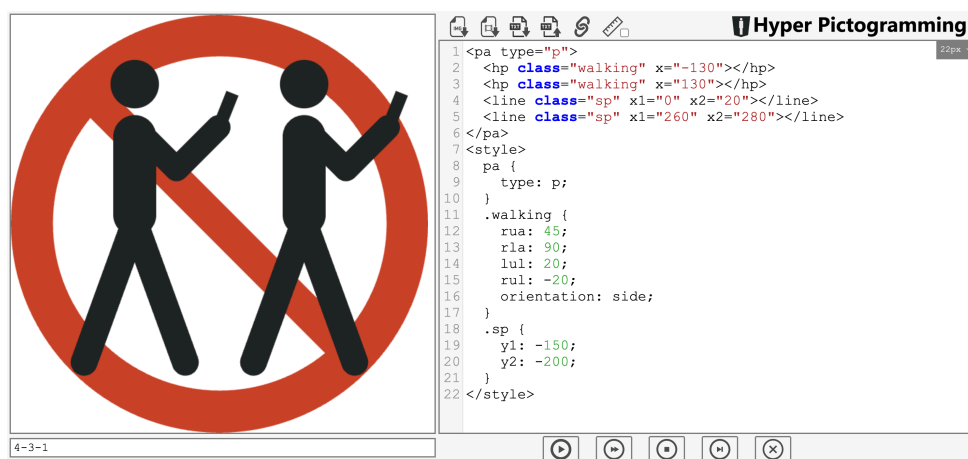 IMG TXT TXT Hyper Pictogramming
22px
1 <pa type="p">
2   <hp class="walking" x="-130"></hp>
3   <hp class="walking" x="130"></hp>
4   <line class="sp" x1="0" x2="20"></line>
5   <line class="sp" x1="260" x2="280"></line>
6 </pa>
7 <style>
8   pa {
9     type: p;
10   }
11   .walking {
12     rua: 45;
13     rla: 90;
14     lul: 20;
15     rul: -20;
16     orientation: side;
17   }
18   .sp {
19     y1: -150;
20     y2: -200;
21   }
22 </style>
4-3-1